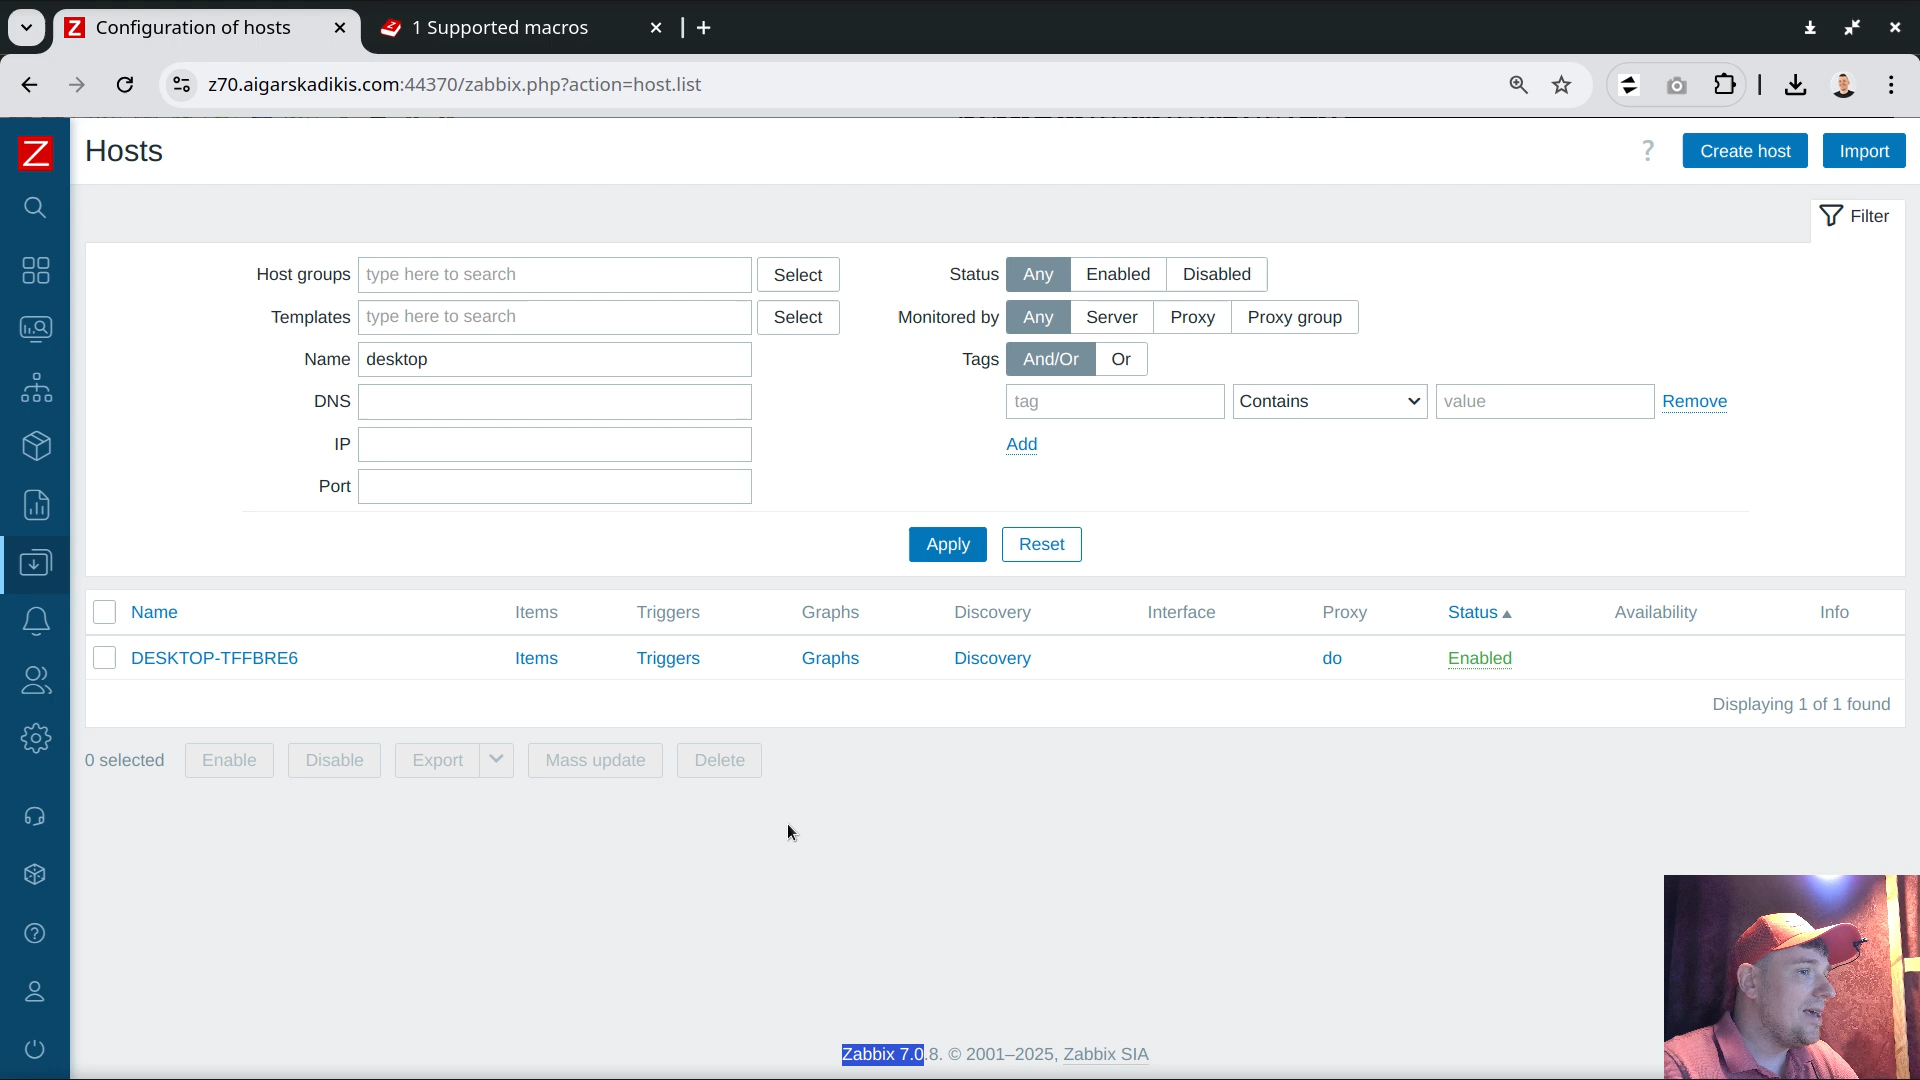 Configuration of hosts
1 Supported macros
z70.aigarskadikis.com:44370/zabbix.php?action=host.list
Z
Hosts
?
Create host
Import
Filter
Host groups type here to search Select
Status Any Enabled Disabled
Templates type here to search Select
Monitored by Any Server Proxy Proxy group
Name desktop
Tags And/Or Or
DNS
tag Contains value Remove
IP
Add
Port
Apply Reset
Name Items Triggers Graphs Discovery Interface Proxy Status Availability Info
DESKTOP-TFFBRE6 Items Triggers Graphs Discovery do Enabled
Displaying 1 of 1 found
0 selected Enable Disable Export Mass update Delete
Zabbix 7.0.8. © 2001–2025, Zabbix SIA